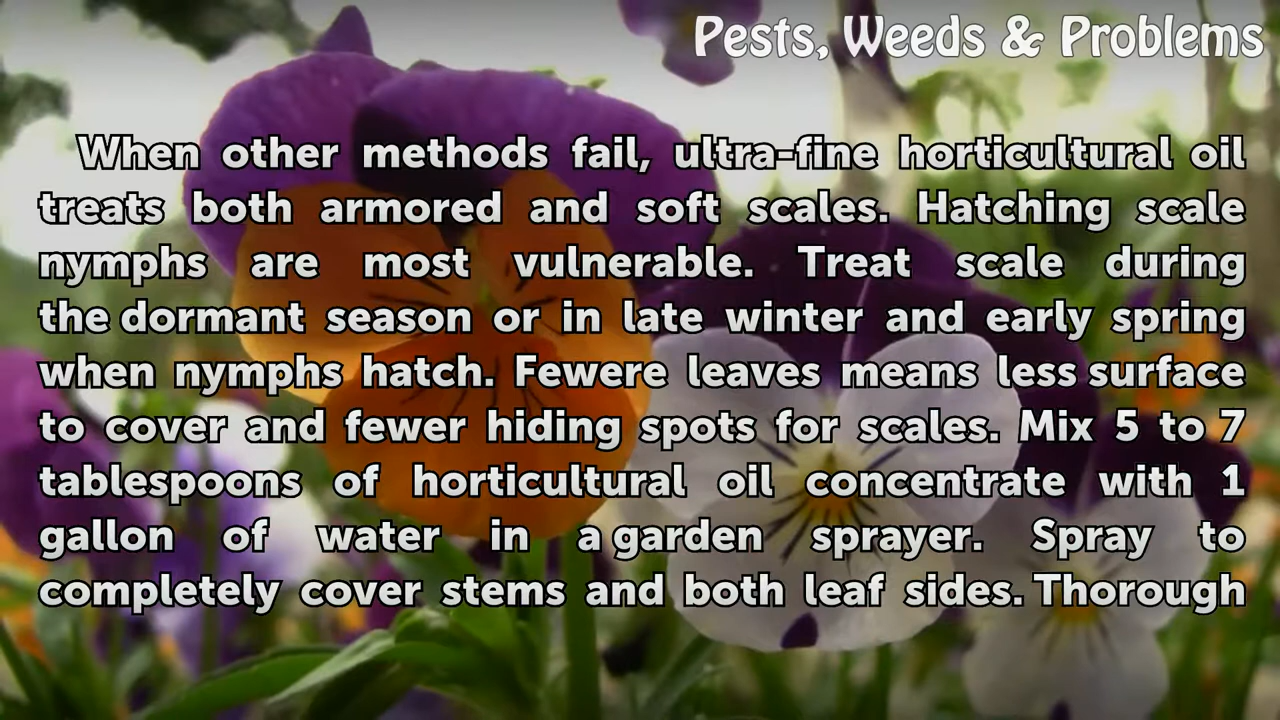 Pests, Weeds & Problems
When other methods fail, ultra-fine horticultural oil
treats both armored and soft scales. Hatching scale
nymphs are most vulnerable. Treat scale during
the dormant season or in late winter and early spring
when nymphs hatch. Fewere leaves means less surface
to cover and fewer hiding spots for scales. Mix 5 to 7
tablespoons of horticultural oil concentrate with 1
gallon of water in a garden sprayer. Spray to
completely cover stems and both leaf sides. Thorough